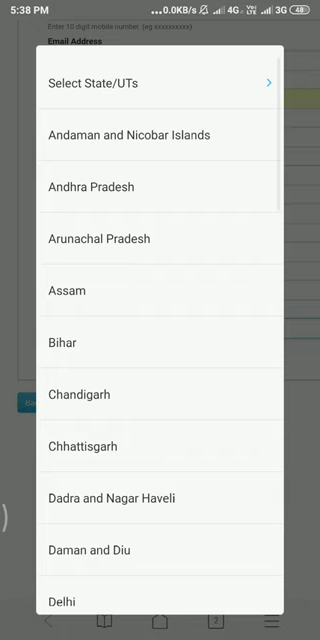 5:38 PM ...0.0KB/s 4G Vo) LTE 3G 48
Enter 10 digit mobile number. (eg xxxxxxxxxx)
Email Address
Select State/UTs
Andaman and Nicobar Islands
Andhra Pradesh
Arunachal Pradesh
Assam
Bihar
Chandigarh
Chhattisgarh
Dadra and Nagar Haveli
Daman and Diu
Delhi
2